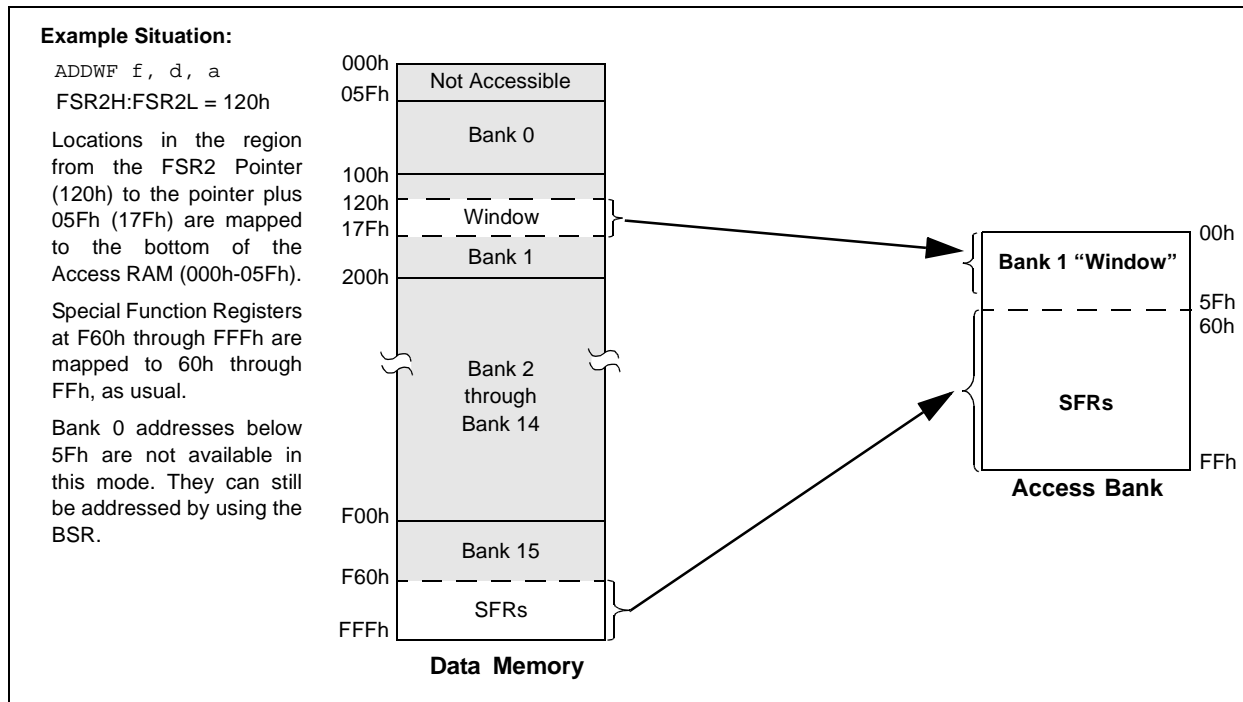 Example Situation:
ADDWF f, d, a
FSR2H:FSR2L = 120h
Locations in the region
from the FSR2 Pointer
(120h) to the pointer plus
05Fh (17Fh) are mapped
to the bottom of the
Access RAM (000h-05Fh).
Special Function Registers
at F60h through FFFh are
mapped to 60h through
FFh, as usual.
Bank 0 addresses below
5Fh are not available in
this mode. They can still
be addressed by using the
BSR.
000h
Not Accessible
05Fh
Bank 0
100h
120h
Window
17Fh
Bank 1
200h
Bank 2
through
Bank 14
F00h
Bank 15
F60h
SFRs
FFFh
Data Memory
00h
Bank 1 “Window”
5Fh
60h
SFRs
FFh
Access Bank